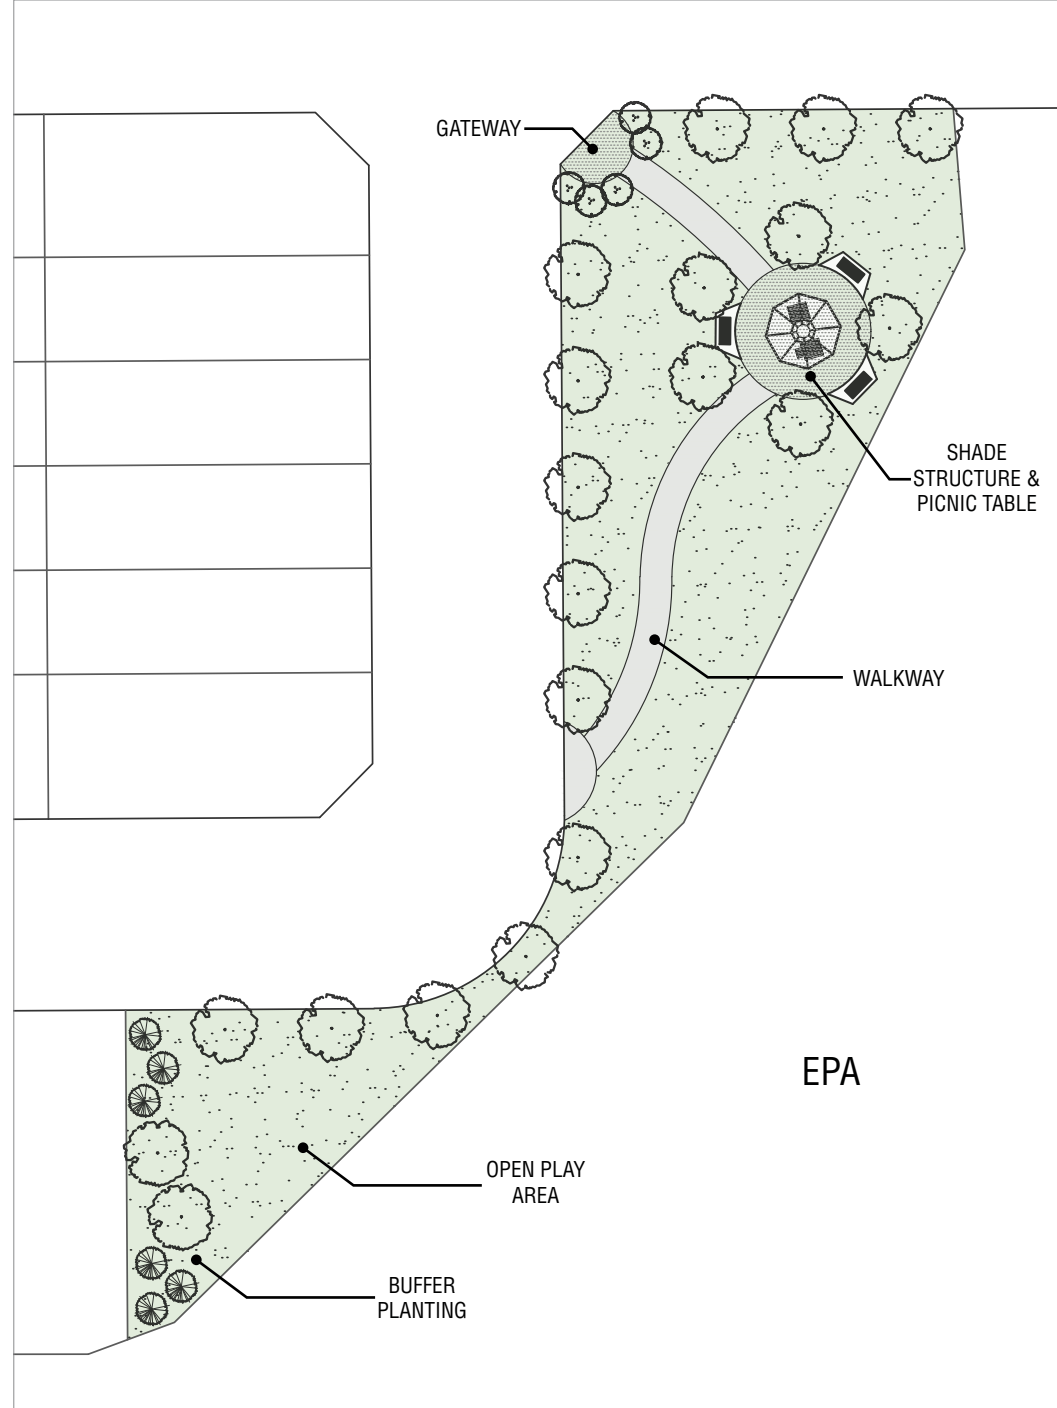 GATEWAY
SHADE
STRUCTURE &
PICNIC TABLE
WALKWAY
EPA
OPEN PLAY
AREA
BUFFER
PLANTING